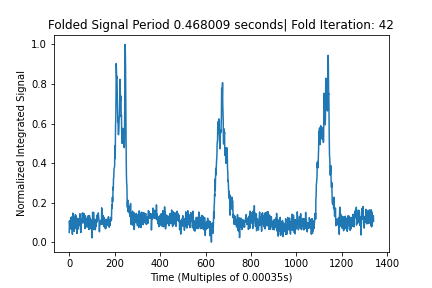 Folded Signal Period 0.468009 seconds| Fold Iteration: 42
Normalized Integrated Signal
1.0
0.8
0.6
0.4
0.2
0.0
0 200 400 600 800 1000 1200 1400
Time (Multiples of 0.00035s)